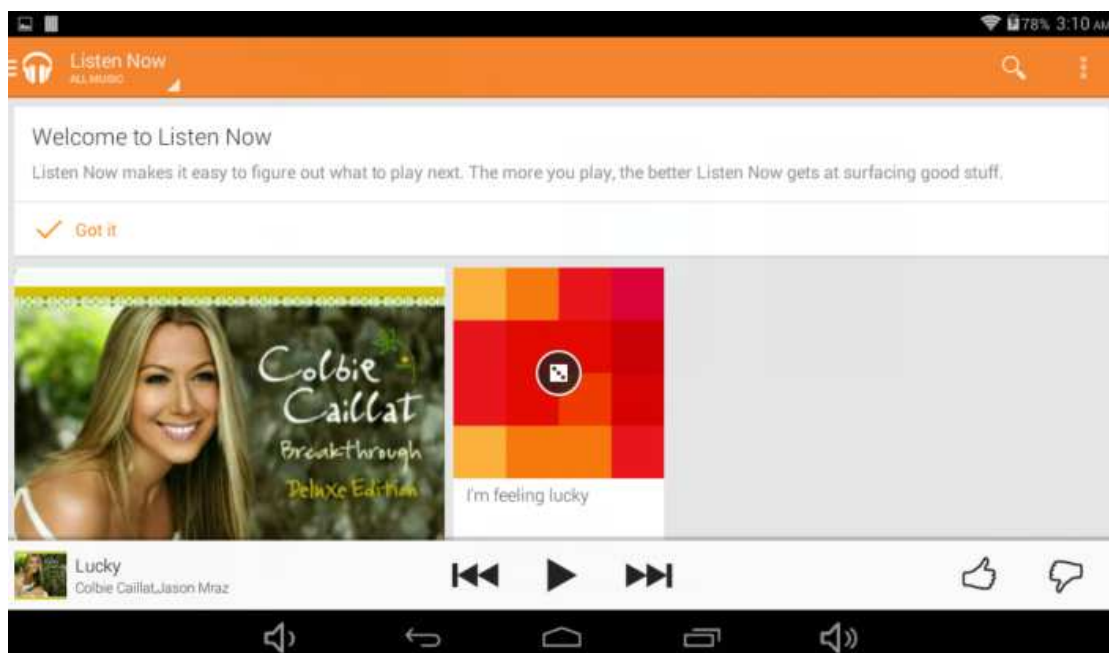 78% 3:10 AM
Listen Now
ALL MUSIC
Welcome to Listen Now
Listen Now makes it easy to figure out what to play next. The more you play, the better Listen Now gets at surfacing good stuff.
Got it
Colbie
Caillat
Breakthrough
Deluxe Edition
I'm feeling lucky
Lucky
Colbie Caillat,Jason Mraz